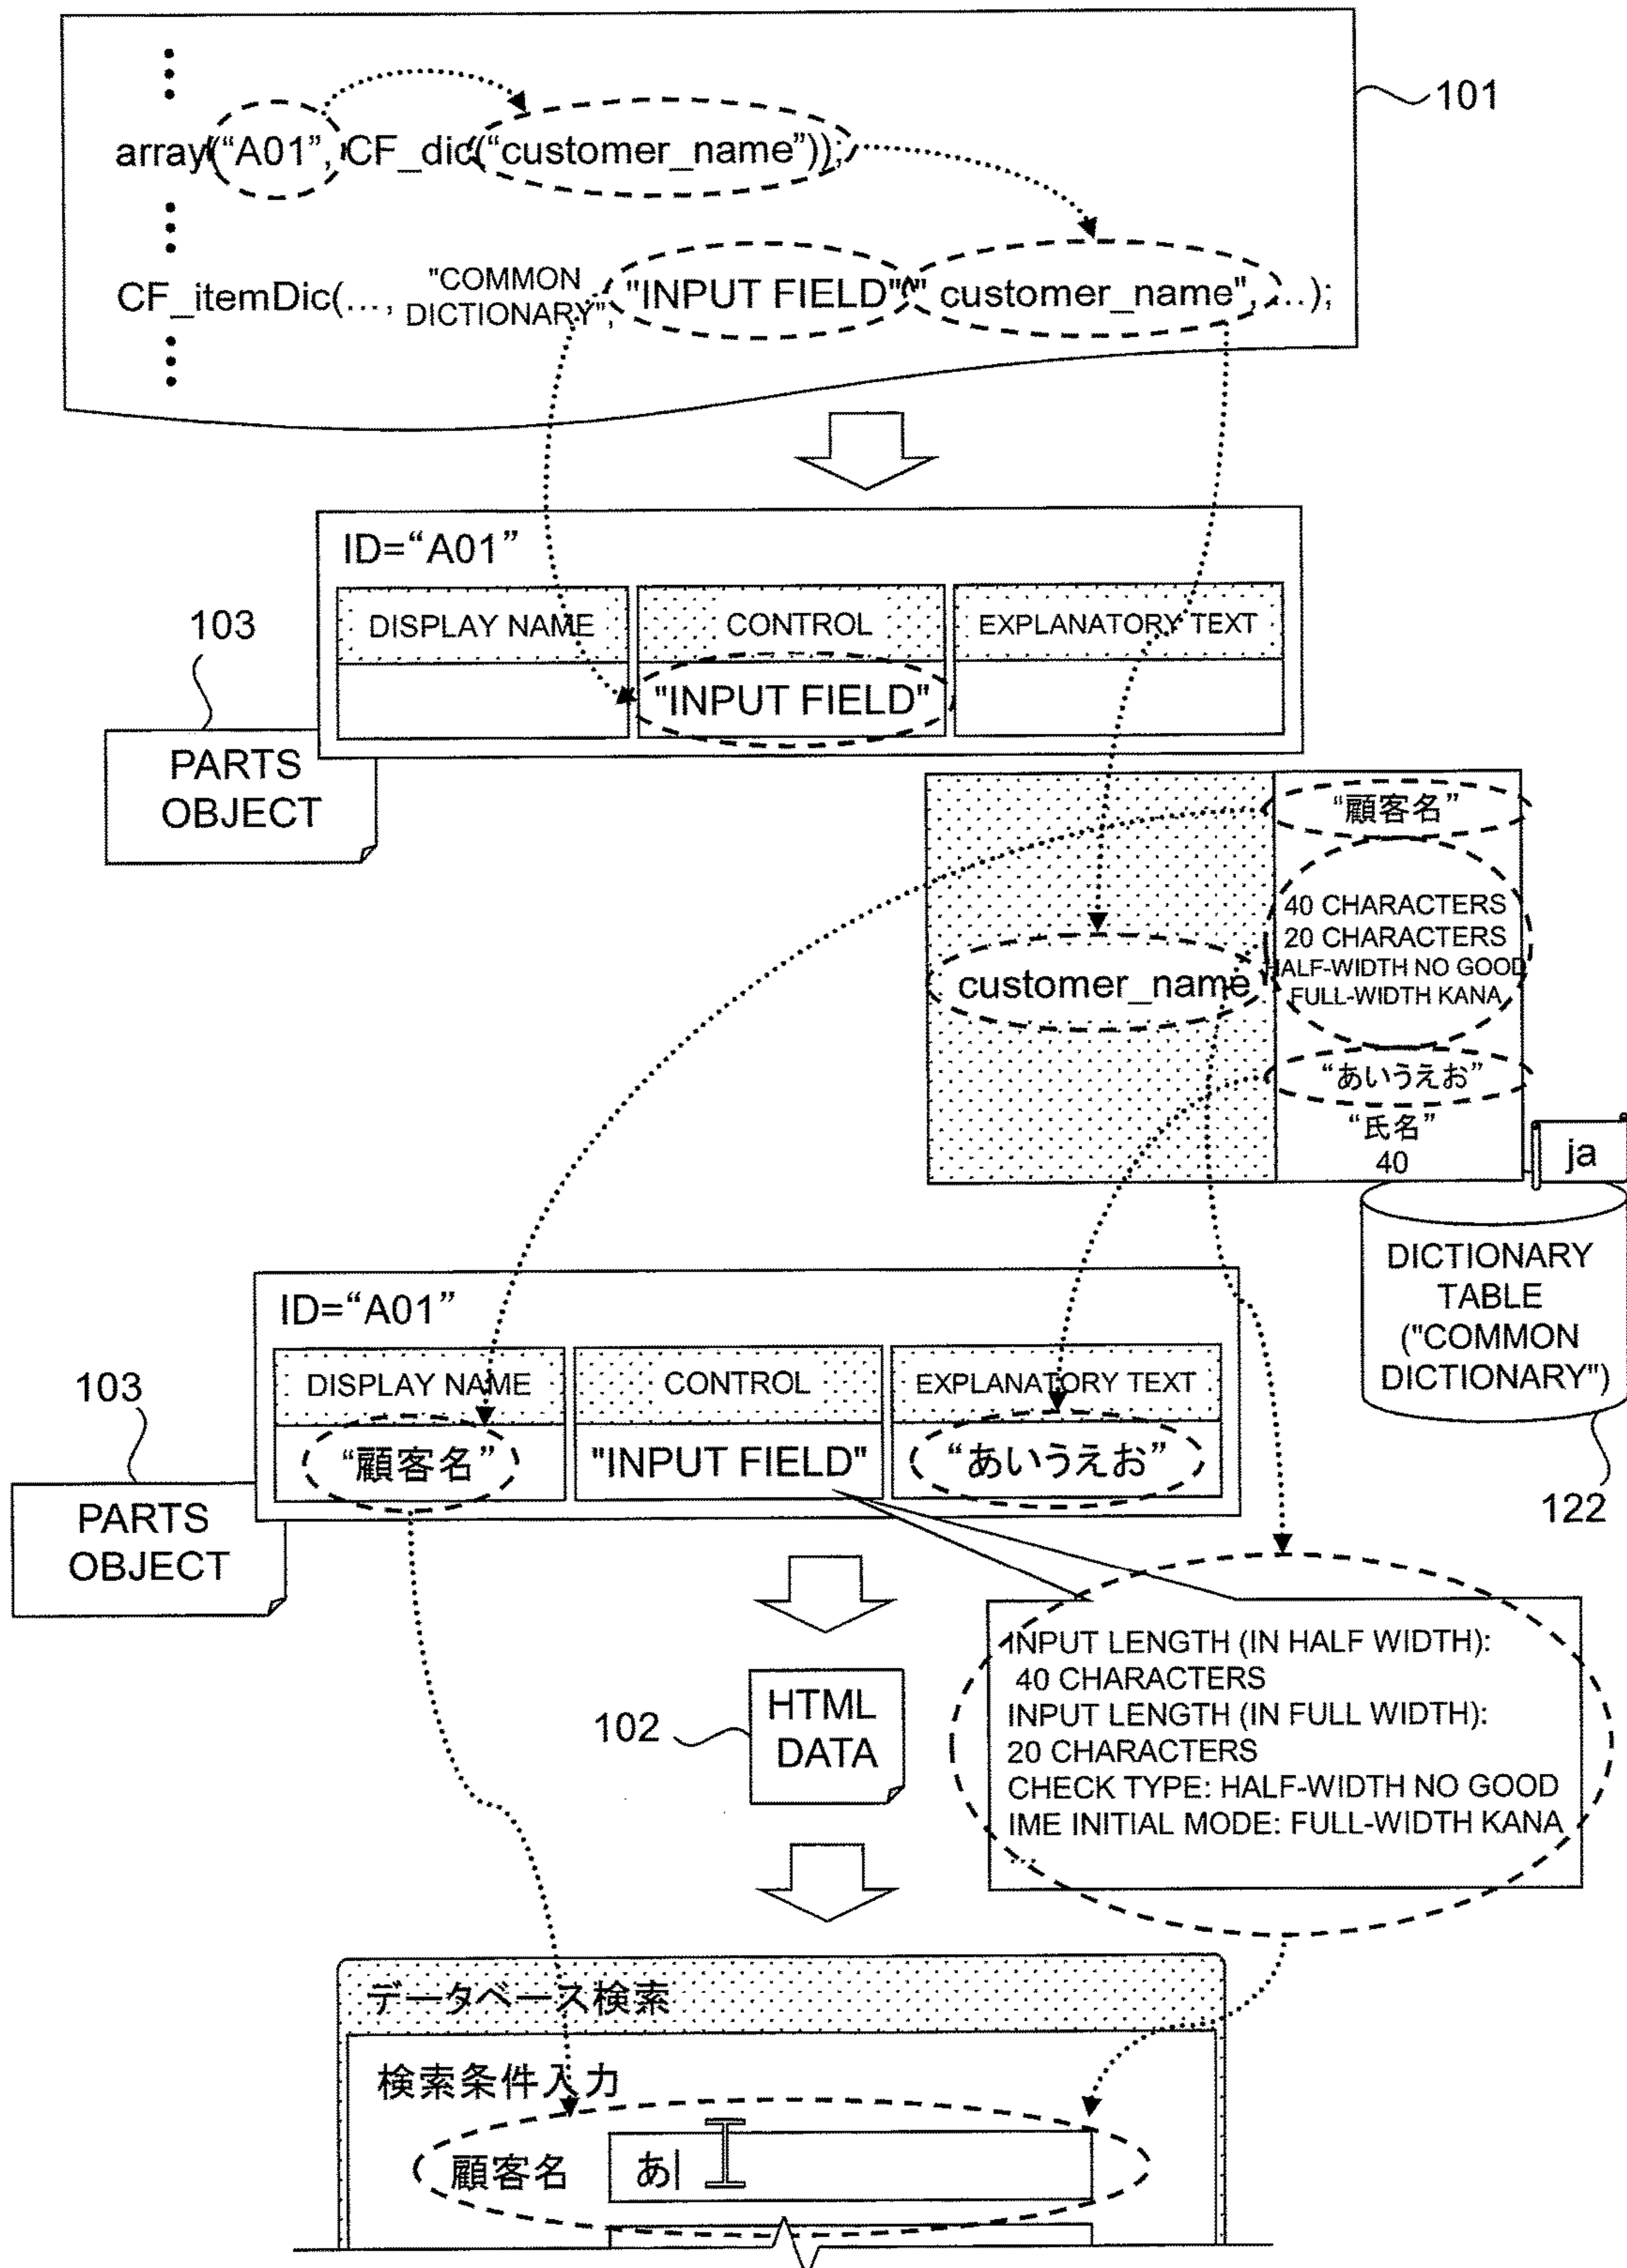 101
array(“A01”, CF_dic(“customer_name”));
CF_itemDic(..., "COMMON DICTIONARY", "INPUT FIELD" " customer_name", ...);
ID=“A01”
DISPLAY NAME CONTROL EXPLANATORY TEXT
"INPUT FIELD"
103
PARTS
OBJECT
“顧客名”
40 CHARACTERS
20 CHARACTERS
HALF-WIDTH NO GOOD
FULL-WIDTH KANA
customer_name
“あいうえお”
“氏名”
40
ja
DICTIONARY
TABLE
("COMMON
DICTIONARY")
122
ID=“A01”
DISPLAY NAME CONTROL EXPLANATORY TEXT
“顧客名” "INPUT FIELD" “あいうえお”
103
PARTS
OBJECT
102
HTML
DATA
INPUT LENGTH (IN HALF WIDTH):
40 CHARACTERS
INPUT LENGTH (IN FULL WIDTH):
20 CHARACTERS
CHECK TYPE: HALF-WIDTH NO GOOD
IME INITIAL MODE: FULL-WIDTH KANA
...
データベース検索
検索条件入力
顧客名 あ